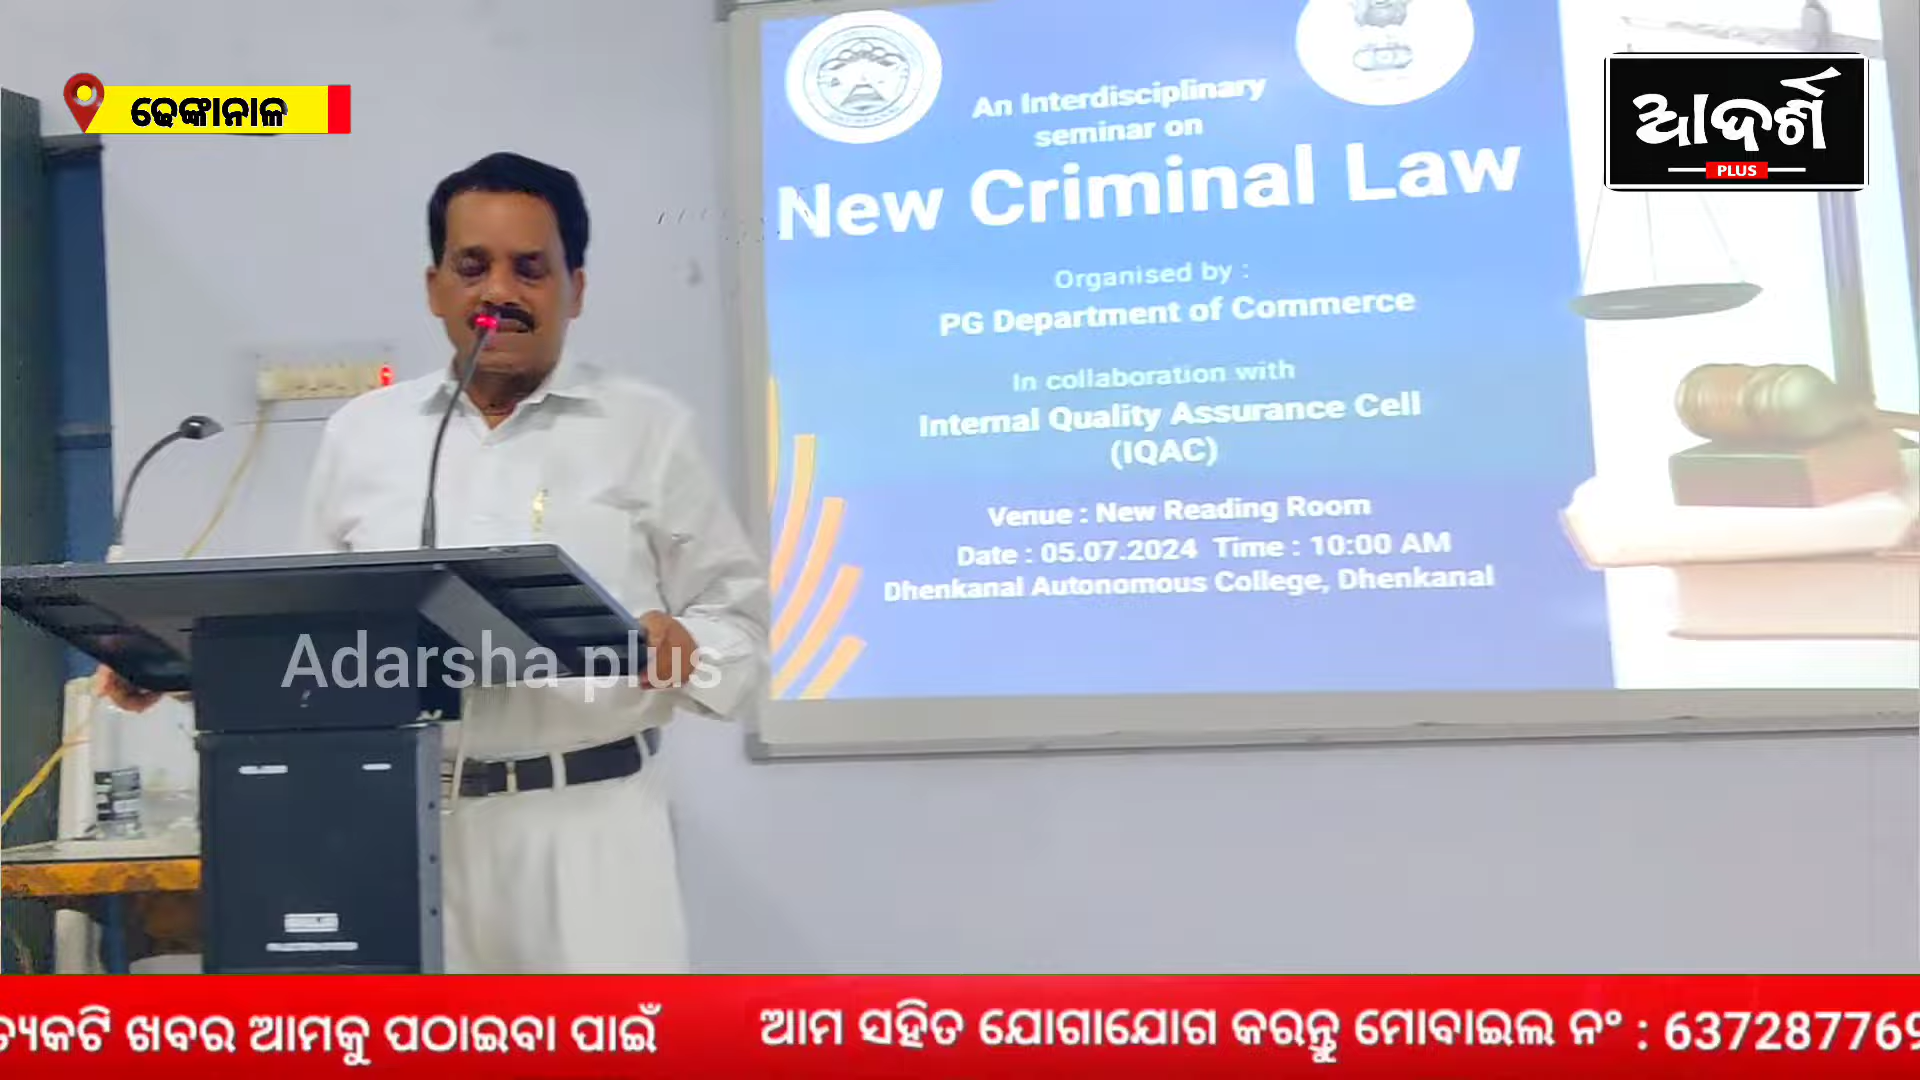 ଢେଙ୍କାନାଳ
ଆଦର୍ଶ
PLUS
An Interdisciplinary
seminar on
New Criminal Law
Organised by :
PG Department of Commerce
In collaboration with
Internal Quality Assurance Cell
(IQAC)
Venue : New Reading Room
Date : 05.07.2024 Time : 10:00 AM
Dhenkanal Autonomous College, Dhenkanal
Adarsha plus
ତ୍ୟକଟି ଖବର ଆମକୁ ପଠାଇବା ପାଇଁ ଆମ ସହିତ ଯୋଗାଯୋଗ କରନ୍ତୁ ମୋବାଇଲ ନଂ : 637287769